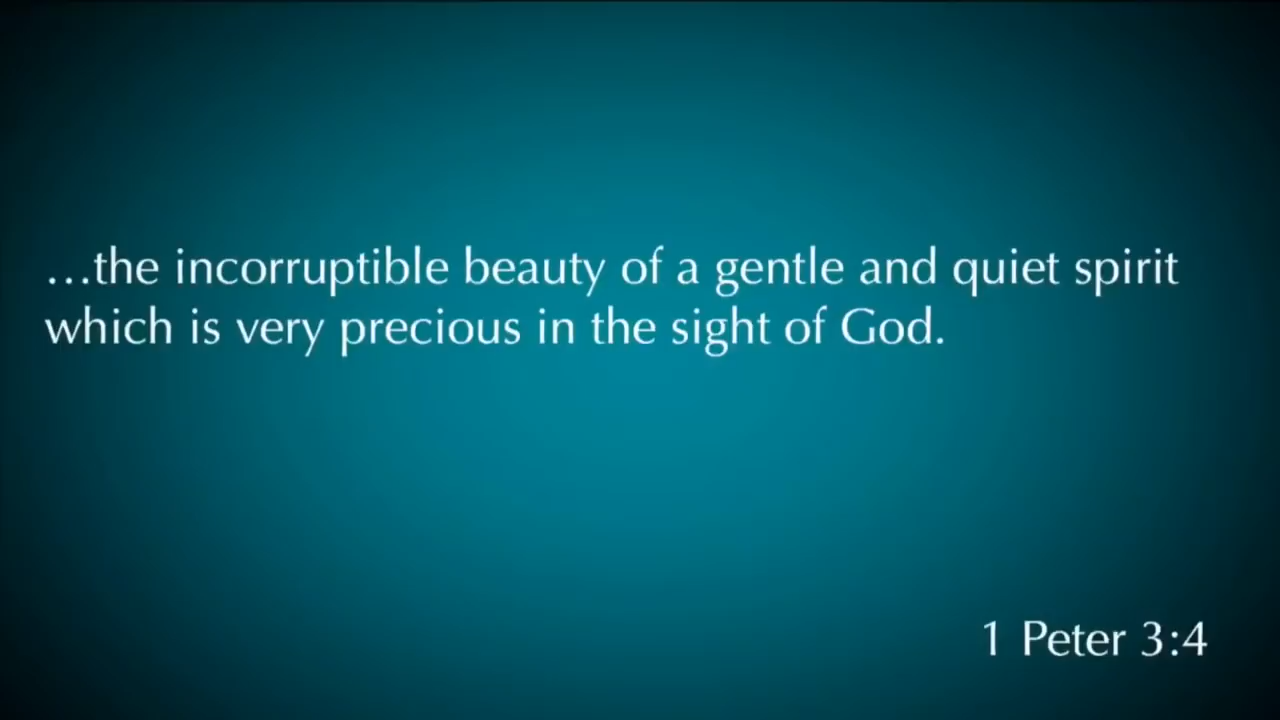 …the incorruptible beauty of a gentle and quiet spirit
which is very precious in the sight of God.
1 Peter 3:4